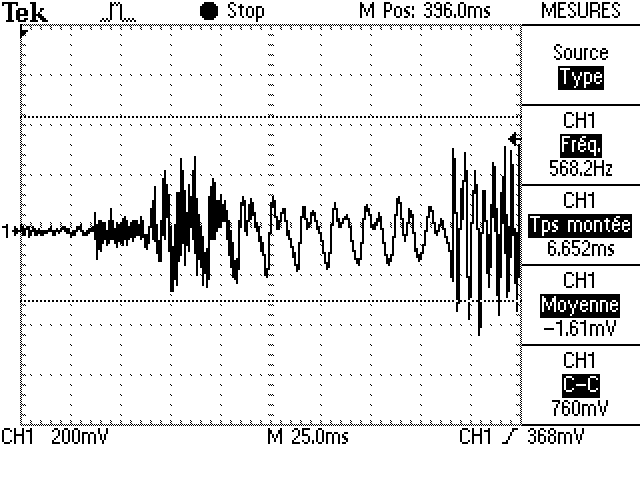 Tek Stop M Pos: 396.0ms MESURES
Source
Type
CH1
Fréq.
568.2Hz
CH1
Tps montée
6.652ms
1
CH1
Moyenne
-1.61mV
CH1
C-C
760mV
CH1 200mV M 25.0ms CH1 368mV